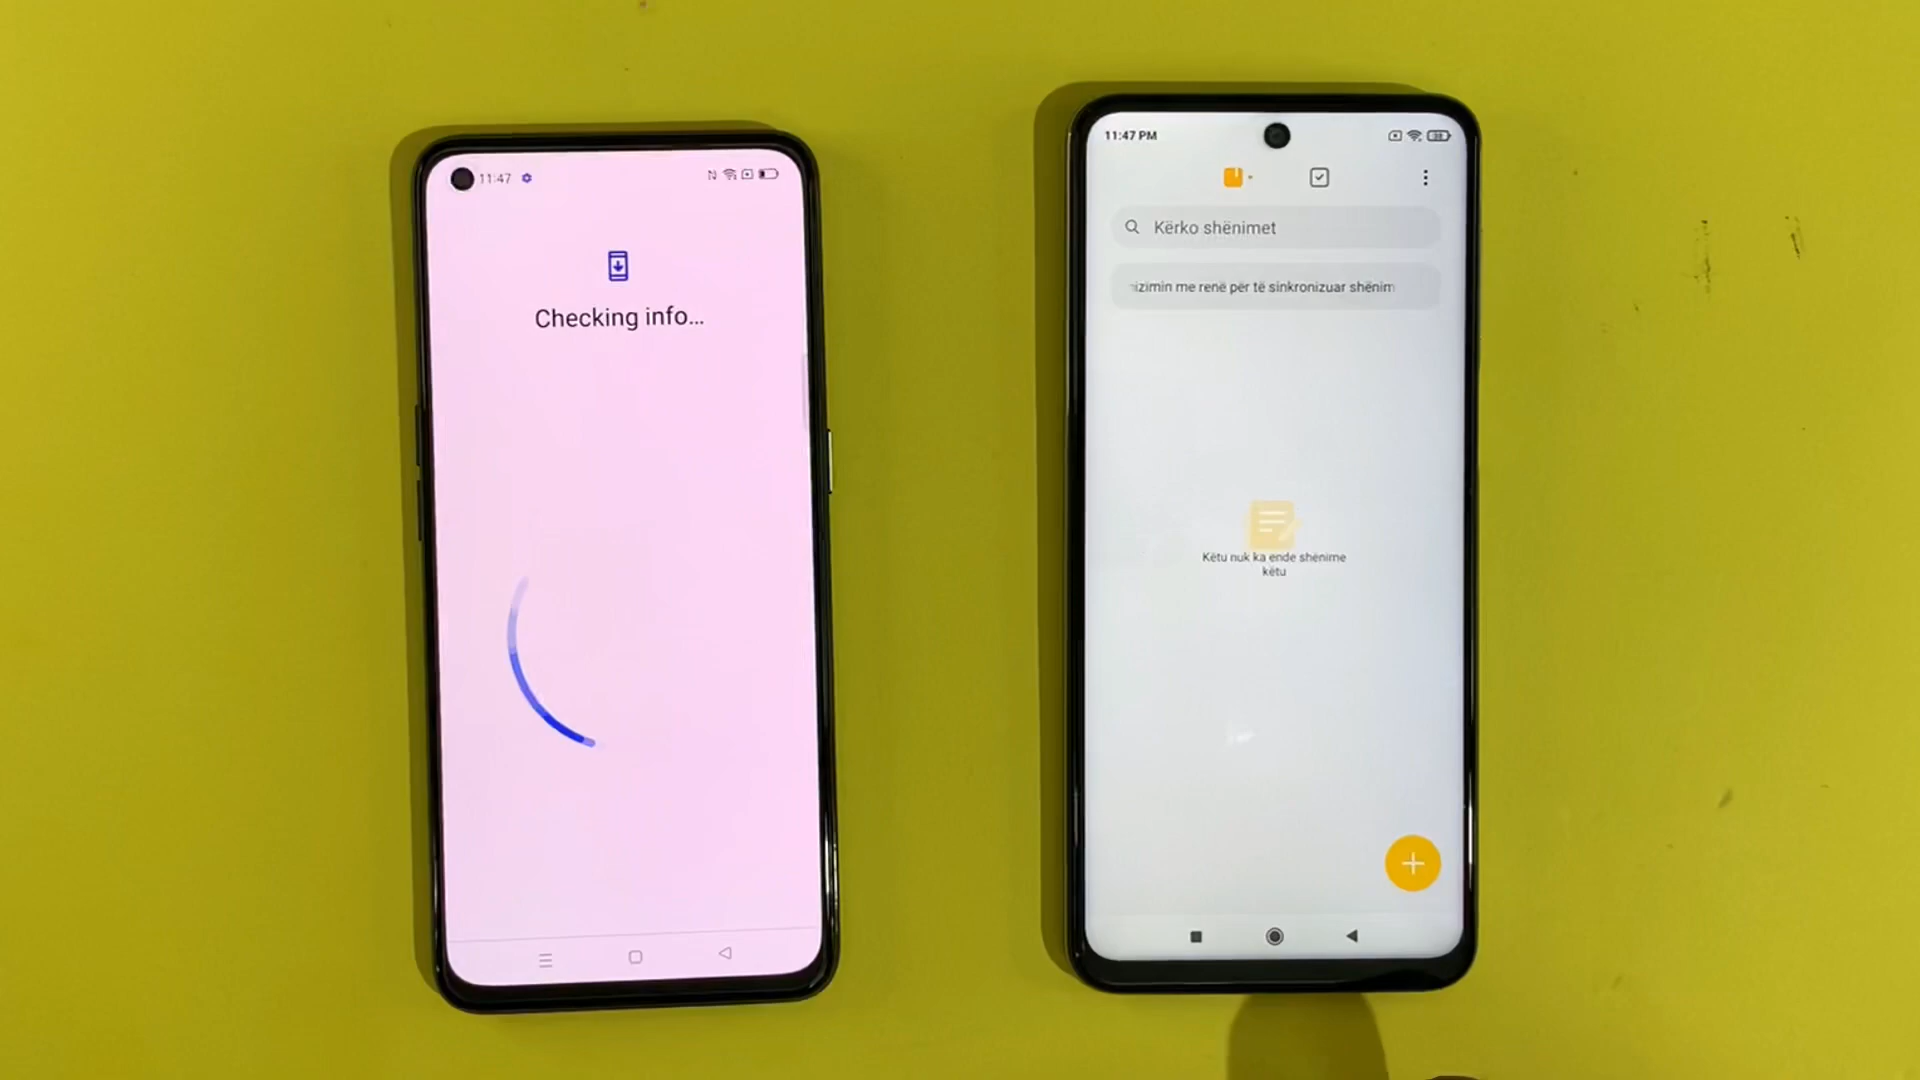 11:47
Checking info...
11:47 PM
38
Kërko shënimet
izimin me renë për të sinkronizuar shënim
Këtu nuk ka ende shënime
këtu